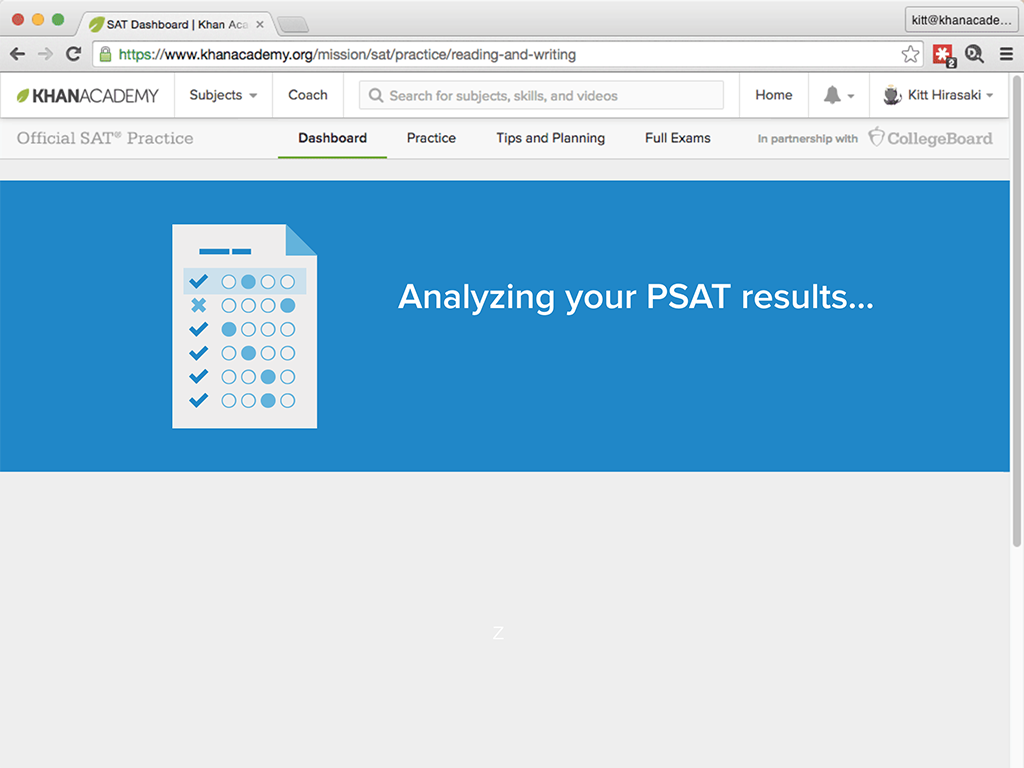 SAT Dashboard | Khan Aca
kitt@khanacade...
https://www.khanacademy.org/mission/sat/practice/reading-and-writing
2
KHANACADEMY
Subjects
Coach
Search for subjects, skills, and videos
Home
Kitt Hirasaki
Official SAT® Practice
Dashboard
Practice
Tips and Planning
Full Exams
In partnership with
CollegeBoard
Analyzing your PSAT results...
Z